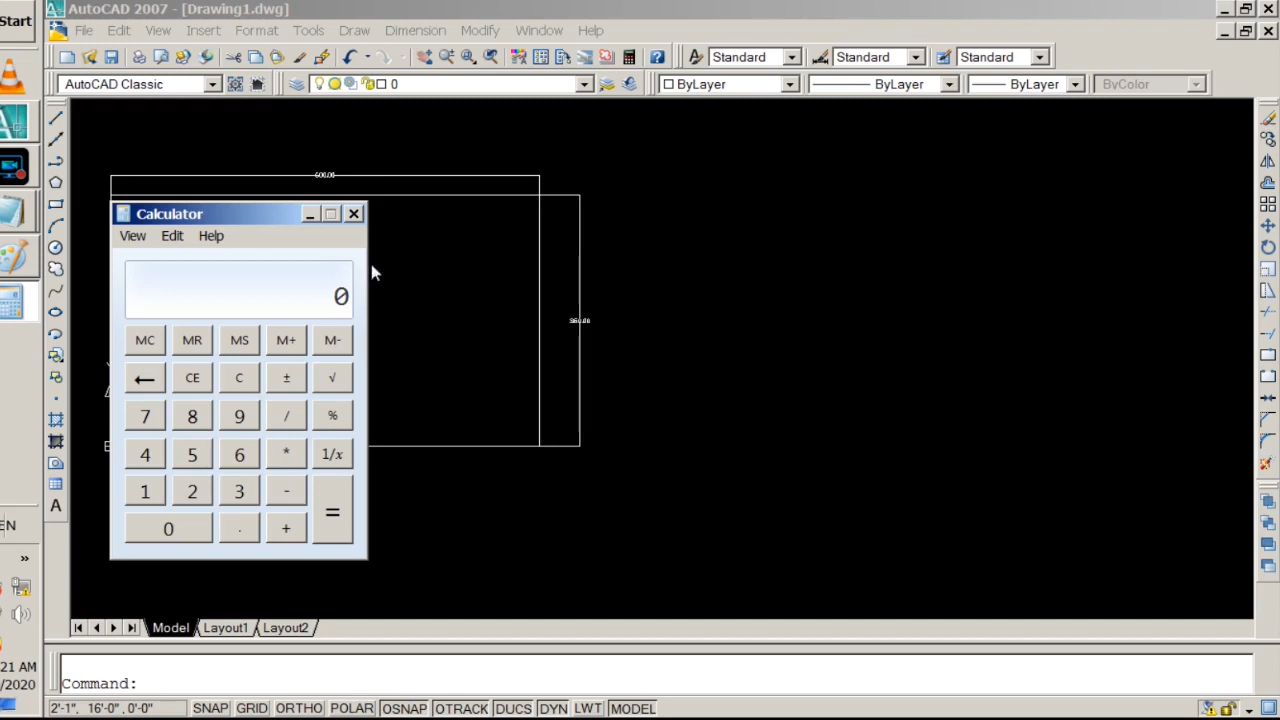 Start
AutoCAD 2007 - [Drawing1.dwg]
File Edit View Insert Format Tools Draw Dimension Modify Window Help
Standard Standard Standard
AutoCAD Classic 0 ByLayer ByLayer ByLayer ByColor
600.00
Calculator
View Edit Help
0
MC MR MS M+ M-
← CE C ± √
7 8 9 / %
4 5 6 * 1/x
1 2 3 - =
0 . +
A
EN
»
Model Layout1 Layout2
:21 AM
/2020
Command:
2'-1", 16'-0", 0'-0" SNAP GRID ORTHO POLAR OSNAP OTRACK DUCS DYN LWT MODEL